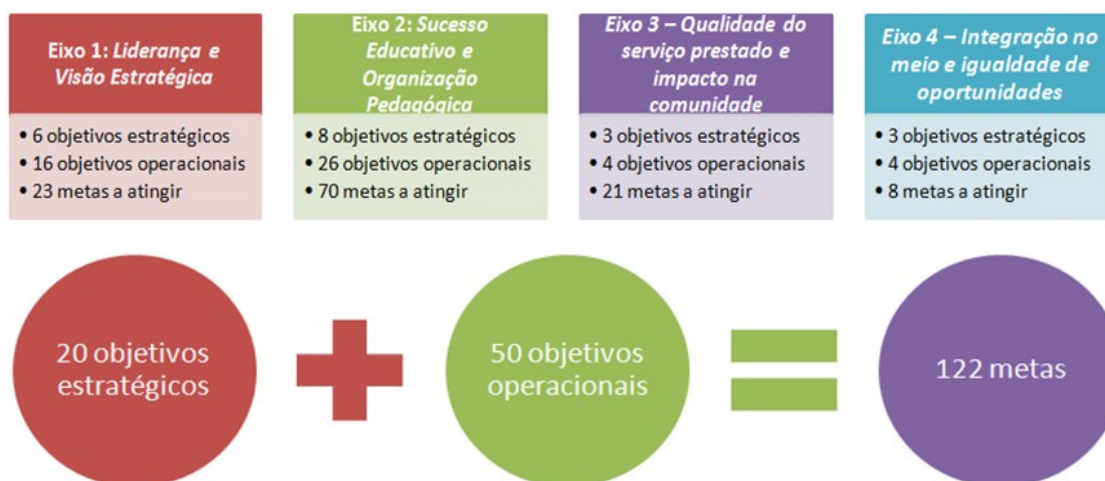 Eixo 1: Liderança e
Visão Estratégica
• 6 objetivos estratégicos
• 16 objetivos operacionais
• 23 metas a atingir
Eixo 2: Sucesso
Educativo e
Organização
Pedagógica
• 8 objetivos estratégicos
• 26 objetivos operacionais
• 70 metas a atingir
Eixo 3 – Qualidade do
serviço prestado e
impacto na
comunidade
• 3 objetivos estratégicos
• 4 objetivos operacionais
• 21 metas a atingir
Eixo 4 – Integração no
meio e igualdade de
oportunidades
• 3 objetivos estratégicos
• 4 objetivos operacionais
• 8 metas a atingir
20 objetivos
estratégicos
50 objetivos
operacionais
122 metas